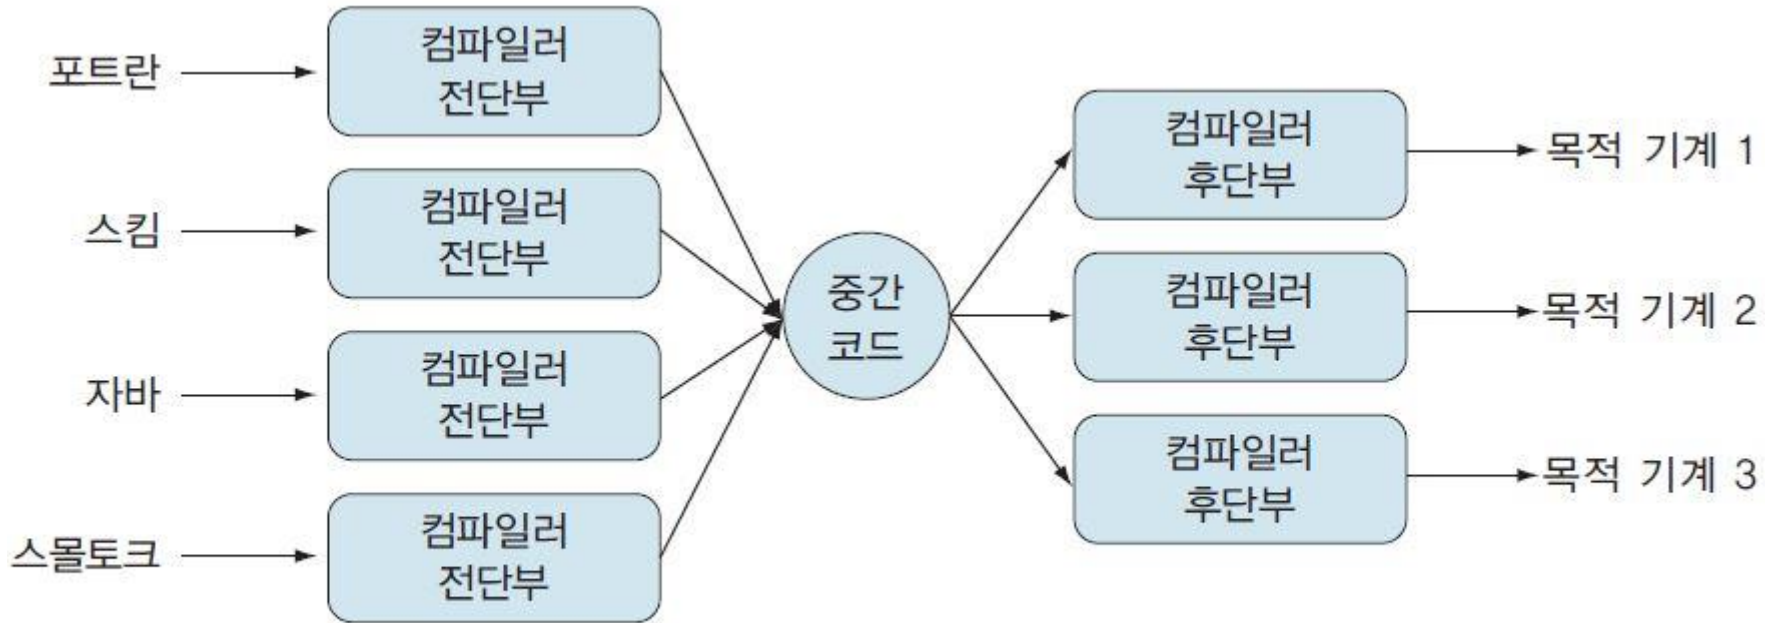 포트란
컴파일러
전단부
스킴
컴파일러
전단부
자바
컴파일러
전단부
스몰토크
컴파일러
전단부
중간
코드
컴파일러
후단부
목적 기계 1
컴파일러
후단부
목적 기계 2
컴파일러
후단부
목적 기계 3